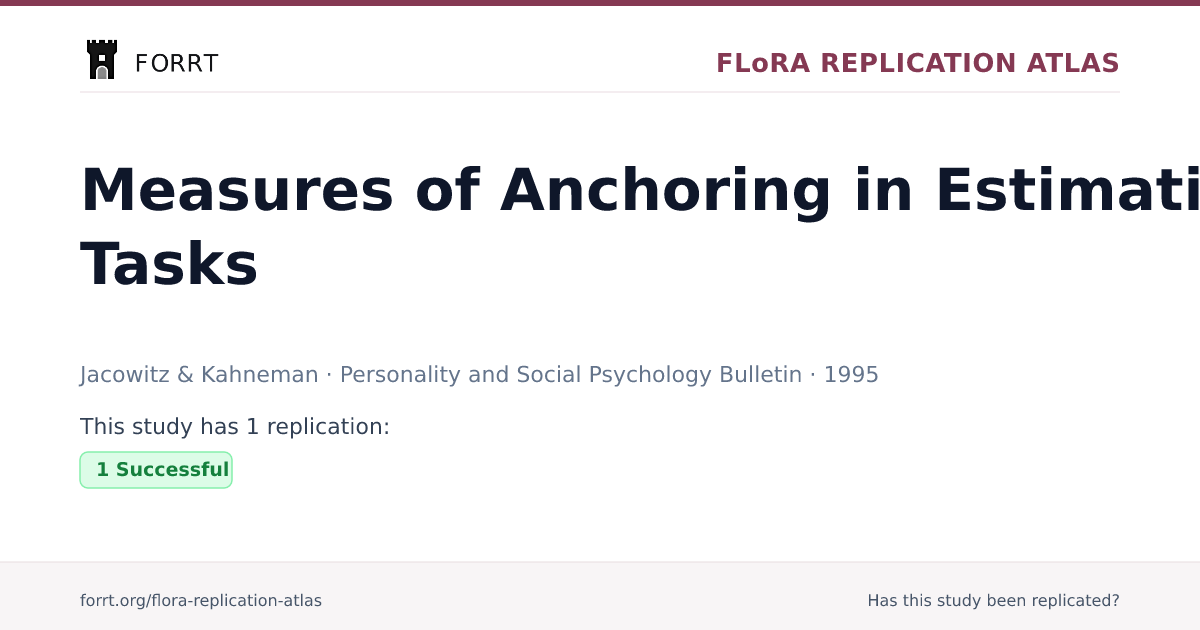 FORRT
FLoRA REPLICATION ATLAS
Measures of Anchoring in Estimati
Tasks
Jacowitz & Kahneman · Personality and Social Psychology Bulletin · 1995
This study has 1 replication:
1 Successful
forrt.org/flora-replication-atlas
Has this study been replicated?